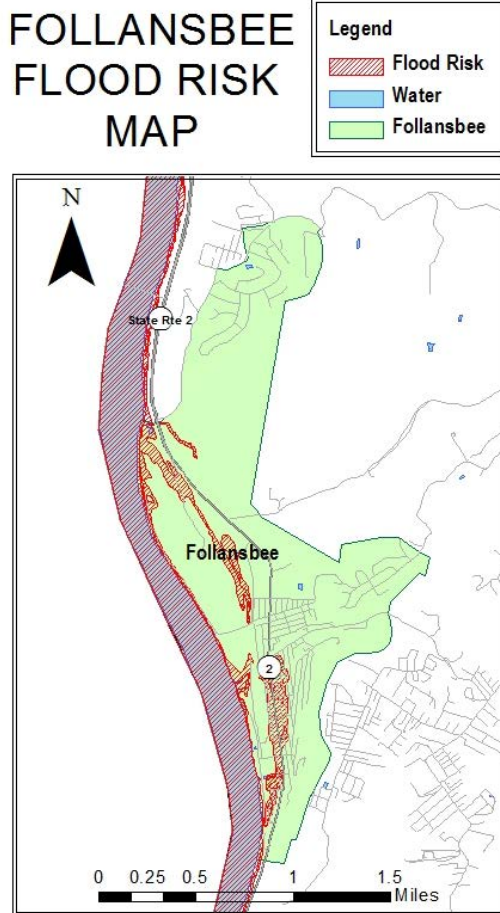 FOLLANSBEE
FLOOD RISK
MAP
Legend
Flood Risk
Water
Follansbee
N
State Rte 2
Follansbee
2
0 0.25 0.5 1 1.5
Miles